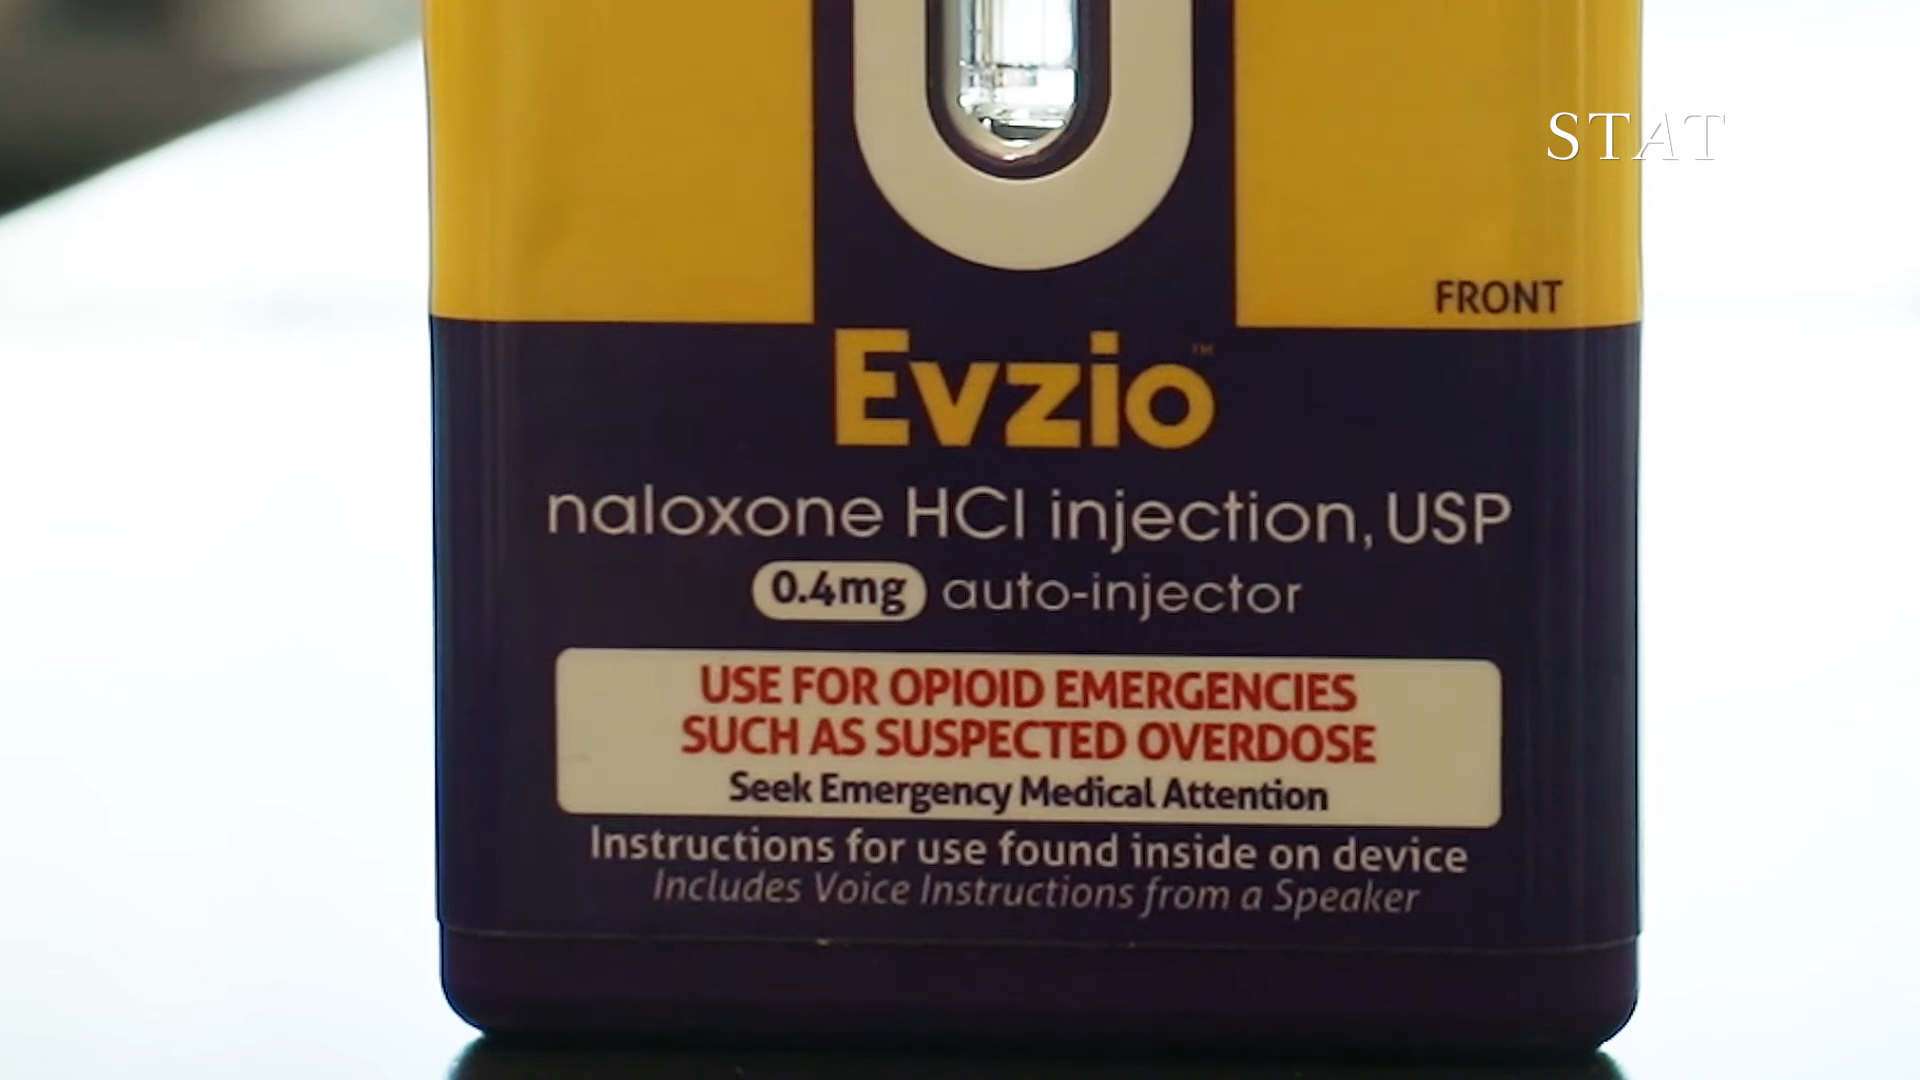 STAT
FRONT
Evzio™
naloxone HCl injection, USP
0.4mg auto-injector
USE FOR OPIOID EMERGENCIES
SUCH AS SUSPECTED OVERDOSE
Seek Emergency Medical Attention
Instructions for use found inside on device
Includes Voice Instructions from a Speaker